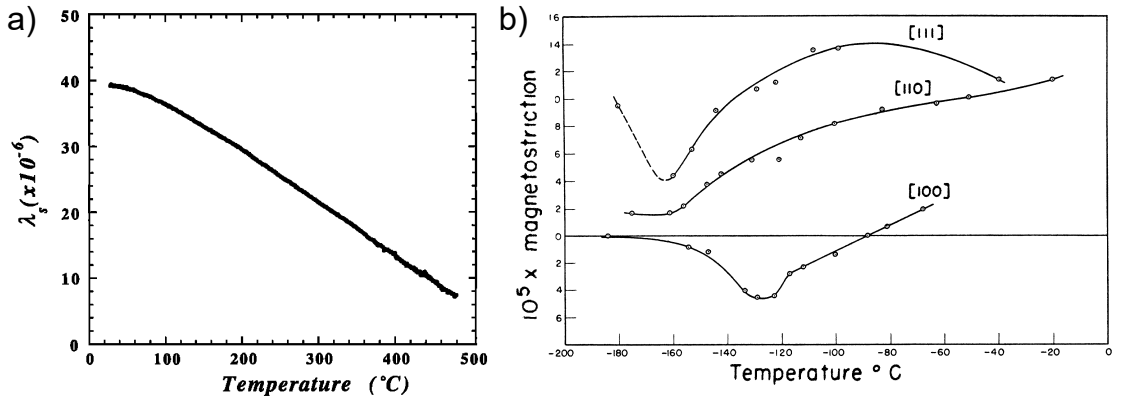 a)
50
40
30
20
10
0
λs(x10-6)
0 100 200 300 400 500
Temperature (°C)
b)
16
14
12
10
8
6
4
2
0
2
4
6
10⁵ x magnetostriction
[111]
[110]
[100]
-200 -180 -160 -140 -120 -100 -80 -60 -40 -20 0
Temperature ° C